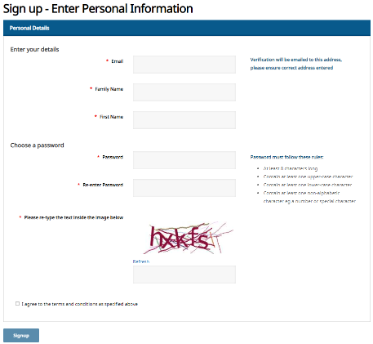 Sign up - Enter Personal Information
Personal Details
Enter your details
* Email
Verification will be emailed to this address,
please ensure correct address entered
* Family Name
* First Name
Choose a password
* Password
Password must follow these rules:
At least 8 characters long
Contain at least one upper-case character
Contain at least one lower-case character
Contain at least one non-alphabetic
character eg a number or special character
* Re-enter Password
* Please re-type the text inside the image below
Refresh
I agree to the terms and conditions as specified above
Signup